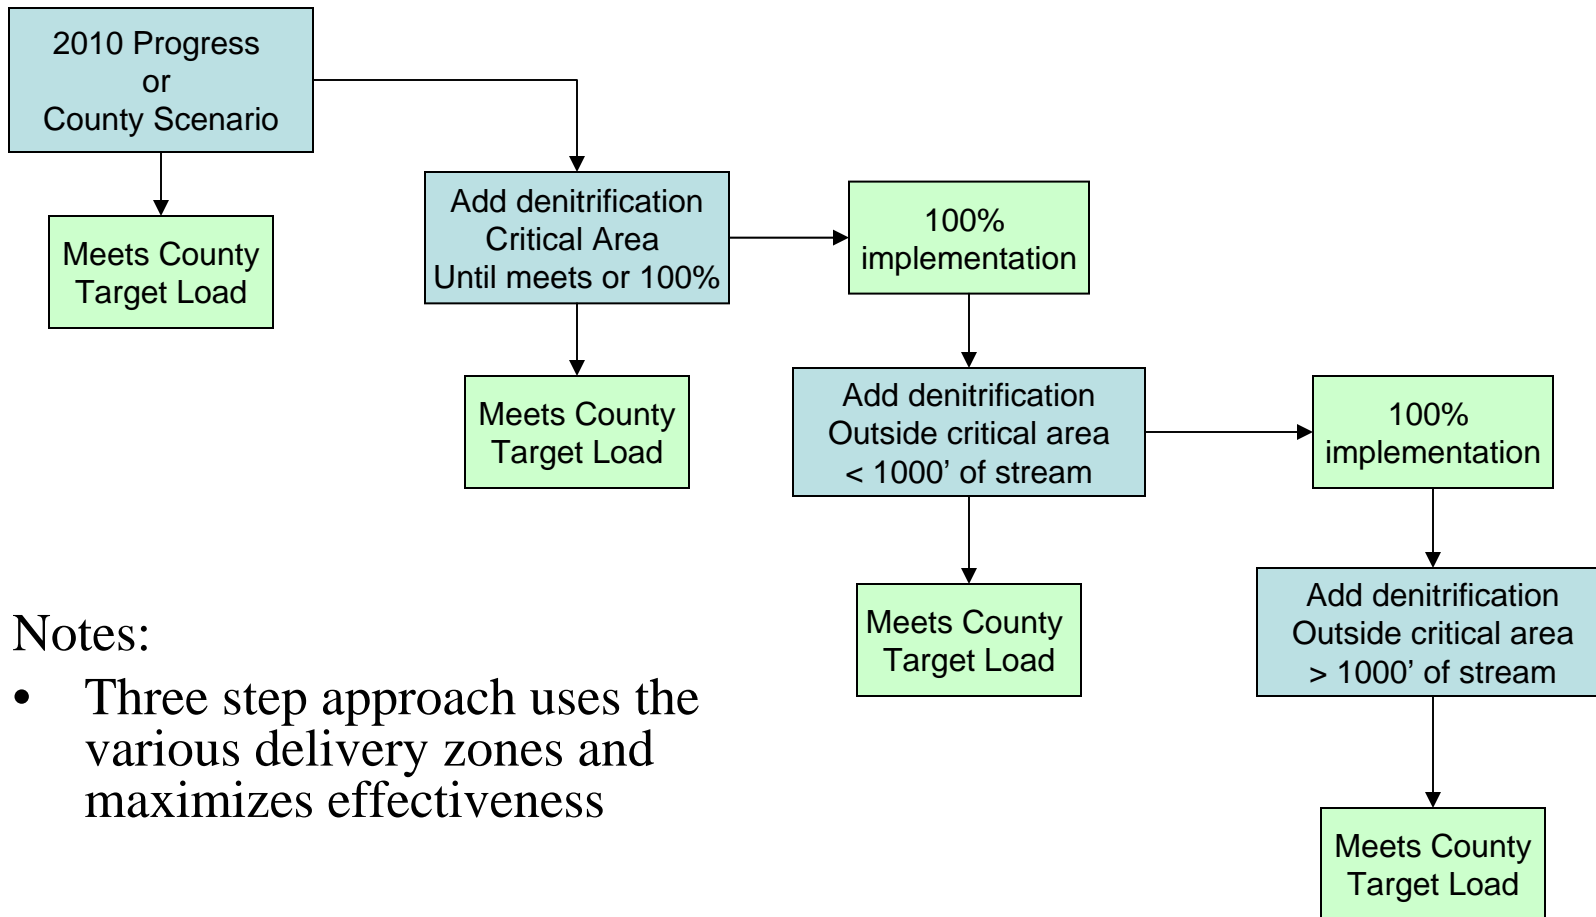 2010 Progress
or
County Scenario
Meets County
Target Load
Add denitrification
Critical Area
Until meets or 100%
Meets County
Target Load
100%
implementation
Add denitrification
Outside critical area
< 1000’ of stream
Meets County
Target Load
100%
implementation
Add denitrification
Outside critical area
> 1000’ of stream
Meets County
Target Load
Notes:
• Three step approach uses the
various delivery zones and
maximizes effectiveness